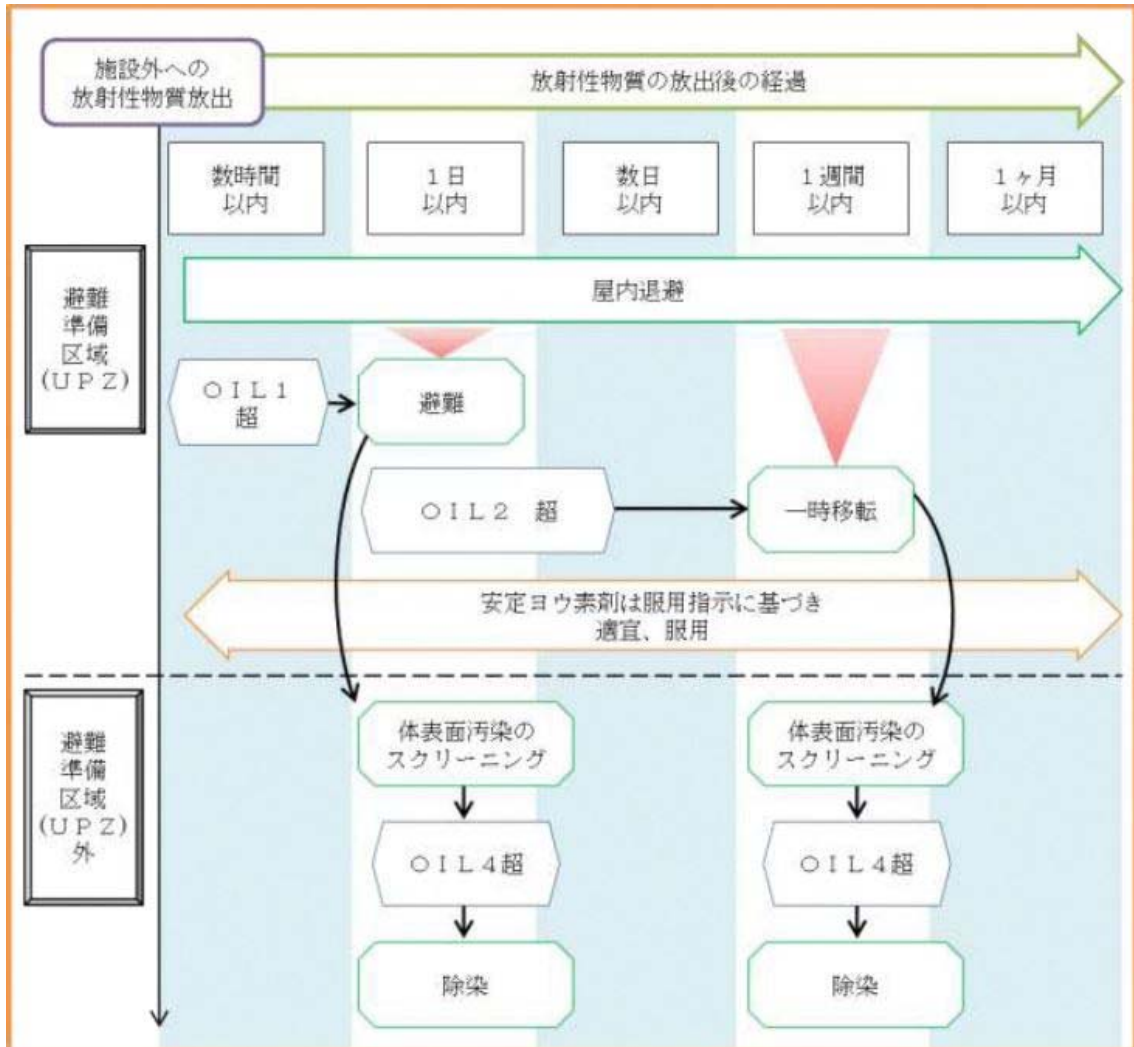 施設外への
放射性物質放出
放射性物質の放出後の経過
数時間
以内
1日
以内
数日
以内
1週間
以内
1ヶ月
以内
避難
準備
区域
(UPZ)
屋内退避
OIL1
超
避難
OIL2 超
一時移転
安定ヨウ素剤は服用指示に基づき
適宜、服用
避難
準備
区域
(UPZ)
外
体表面汚染の
スクリーニング
体表面汚染の
スクリーニング
OIL4超
OIL4超
除染
除染